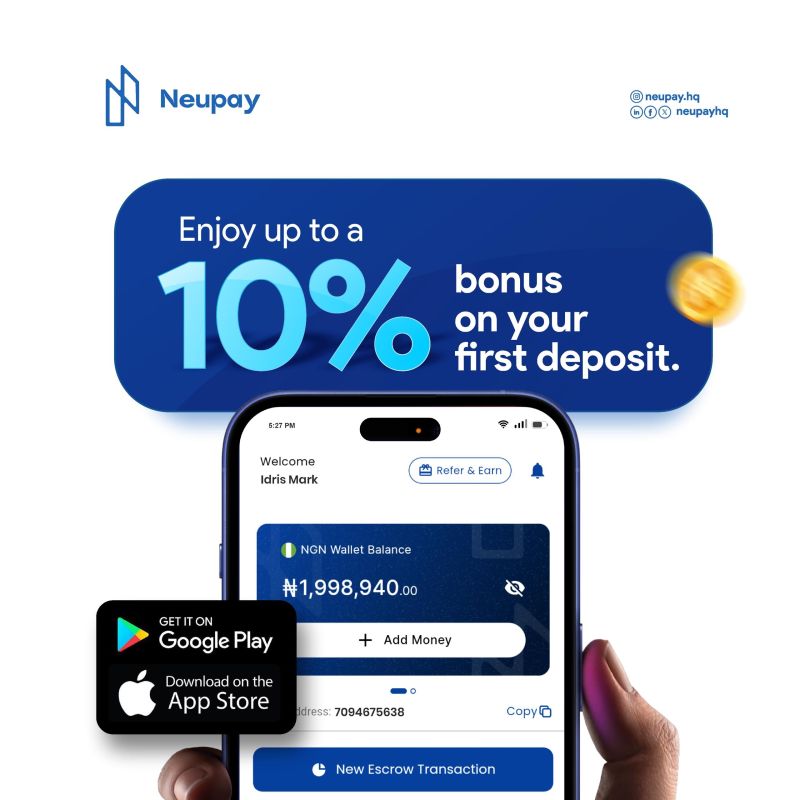 Neupay
neupay.hq
neupayhq
Enjoy up to a
10%
bonus
on your
first deposit.
5:27 PM
Welcome
Idris Mark
Refer & Earn
NGN Wallet Balance
₦1,998,940.00
+ Add Money
GET IT ON
Google Play
Download on the
App Store
7094675638
Copy
New Escrow Transaction